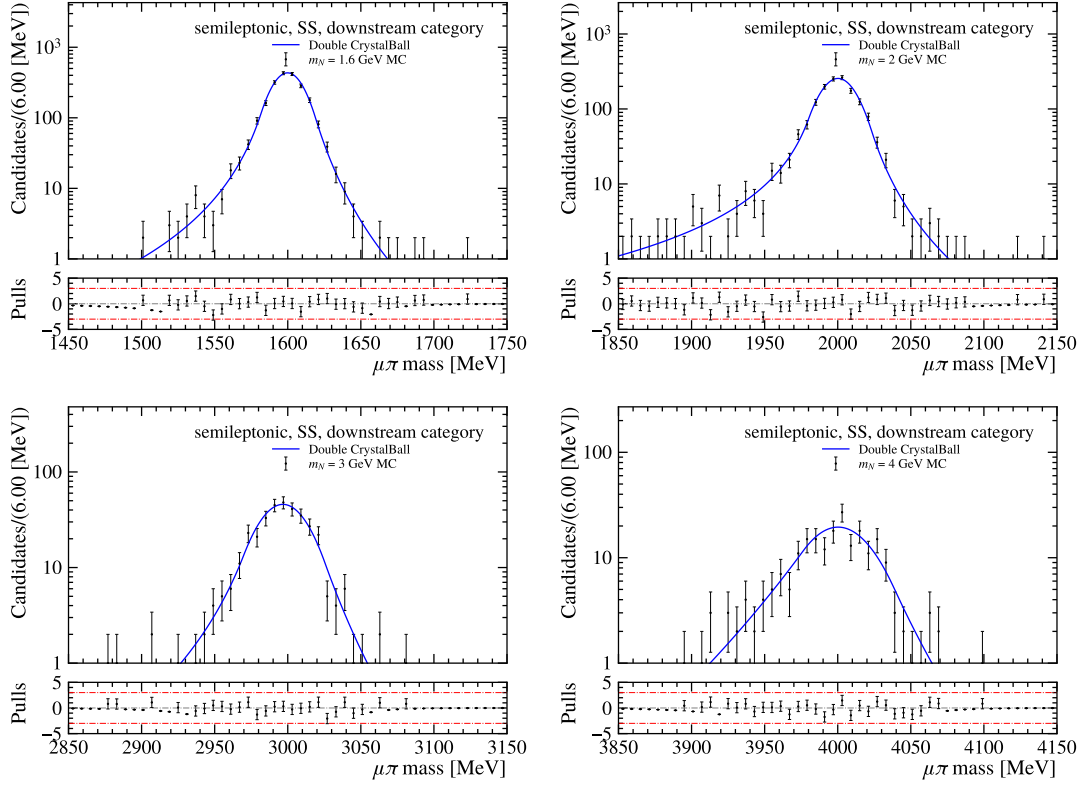 semileptonic, SS, downstream category
Double CrystalBall
m_N = 1.6 GeV MC
Candidates/(6.00 [MeV])
10³
100
10
1
Pulls
5
0
−5
1450 1500 1550 1600 1650 1700 1750
μπ mass [MeV]
semileptonic, SS, downstream category
Double CrystalBall
m_N = 2 GeV MC
Candidates/(6.00 [MeV])
10³
100
10
1
Pulls
5
0
−5
1850 1900 1950 2000 2050 2100 2150
μπ mass [MeV]
semileptonic, SS, downstream category
Double CrystalBall
m_N = 3 GeV MC
Candidates/(6.00 [MeV])
100
10
1
Pulls
5
0
−5
2850 2900 2950 3000 3050 3100 3150
μπ mass [MeV]
semileptonic, SS, downstream category
Double CrystalBall
m_N = 4 GeV MC
Candidates/(6.00 [MeV])
100
10
1
Pulls
5
0
−5
3850 3900 3950 4000 4050 4100 4150
μπ mass [MeV]